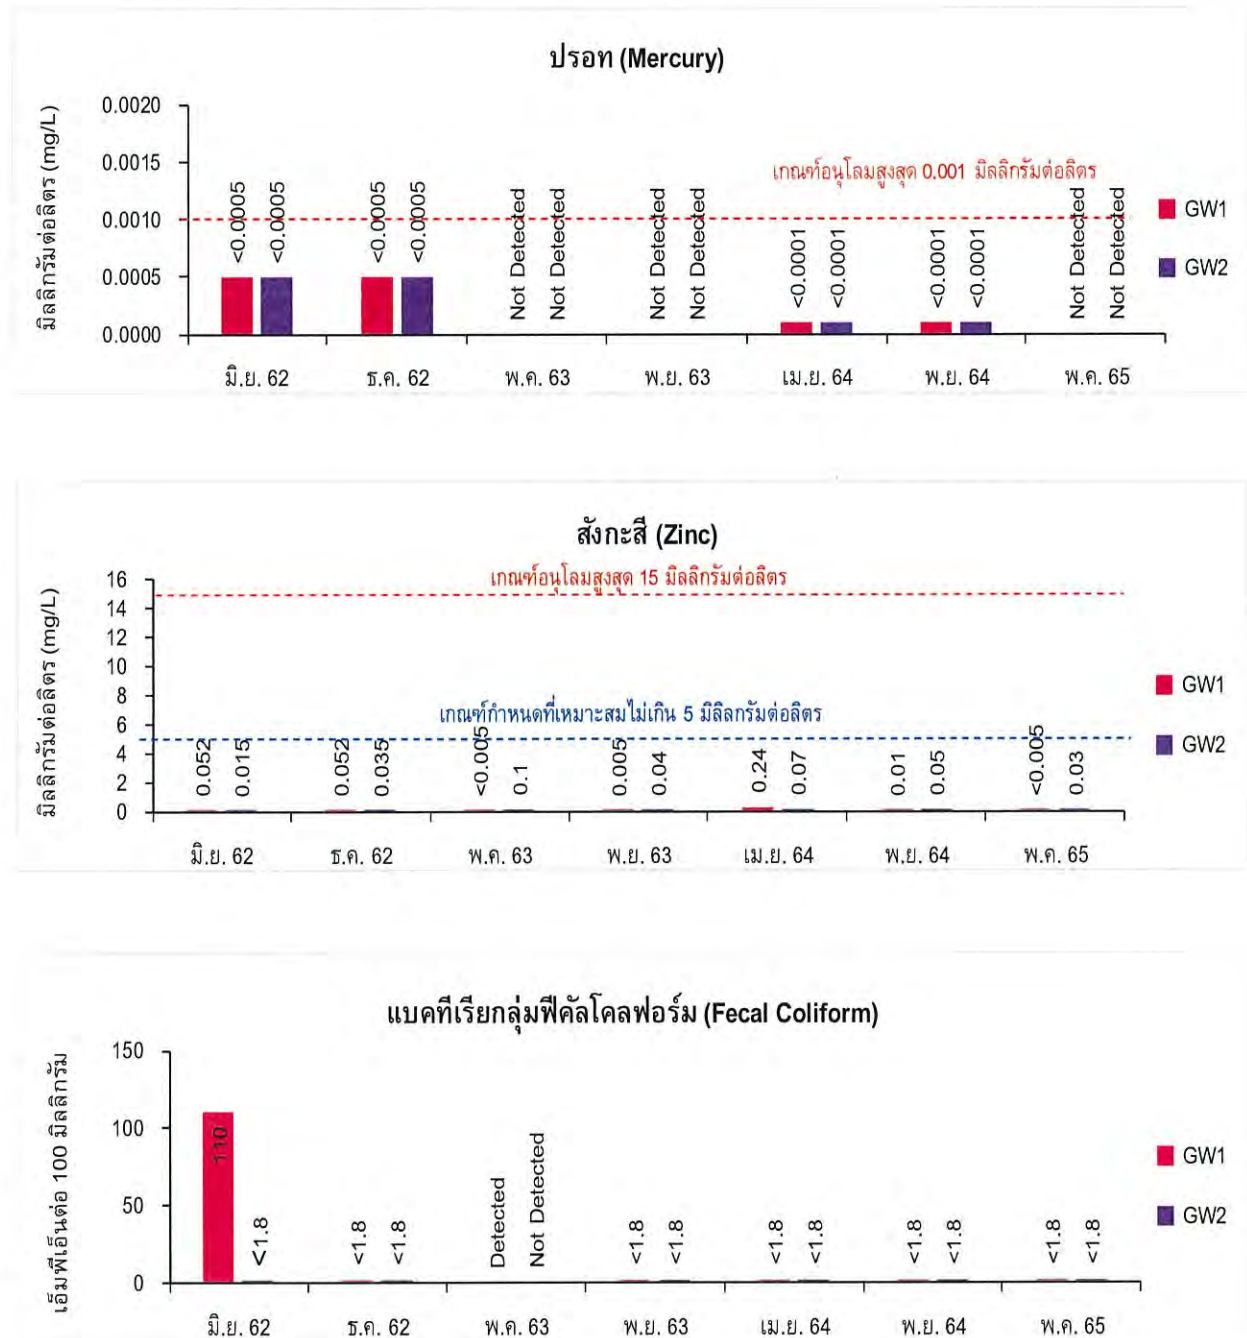 ปรอท (Mercury)
มิลลิกรัมต่อลิตร (mg/L)
0.0020
0.0015
0.0010
0.0005
0.0000
เกณฑ์อนุโลมสูงสุด 0.001 มิลลิกรัมต่อลิตร
<0.0005 <0.0005 <0.0005 <0.0005 Not Detected Not Detected Not Detected Not Detected <0.0001 <0.0001 <0.0001 <0.0001 Not Detected Not Detected
GW1
GW2
มิ.ย. 62 ธ.ค. 62 พ.ค. 63 พ.ย. 63 เม.ย. 64 พ.ย. 64 พ.ค. 65
สังกะสี (Zinc)
มิลลิกรัมต่อลิตร (mg/L)
16
14
12
10
8
6
4
2
0
เกณฑ์อนุโลมสูงสุด 15 มิลลิกรัมต่อลิตร
เกณฑ์กำหนดที่เหมาะสมไม่เกิน 5 มิลิลกรัมต่อลิตร
0.052 0.015 0.052 0.035 <0.005 0.1 0.005 0.04 0.24 0.07 0.01 0.05 <0.005 0.03
GW1
GW2
มิ.ย. 62 ธ.ค. 62 พ.ค. 63 พ.ย. 63 เม.ย. 64 พ.ย. 64 พ.ค. 65
แบคทีเรียกลุ่มฟีคัลโคลฟอร์ม (Fecal Coliform)
เอ็มพีเอ็นต่อ 100 มิลลิกรัม
150
100
50
0
110 <1.8 <1.8 <1.8 Detected Not Detected <1.8 <1.8 <1.8 <1.8 <1.8 <1.8 <1.8 <1.8
GW1
GW2
มิ.ย. 62 ธ.ค. 62 พ.ค. 63 พ.ย. 63 เม.ย. 64 พ.ย. 64 พ.ค. 65